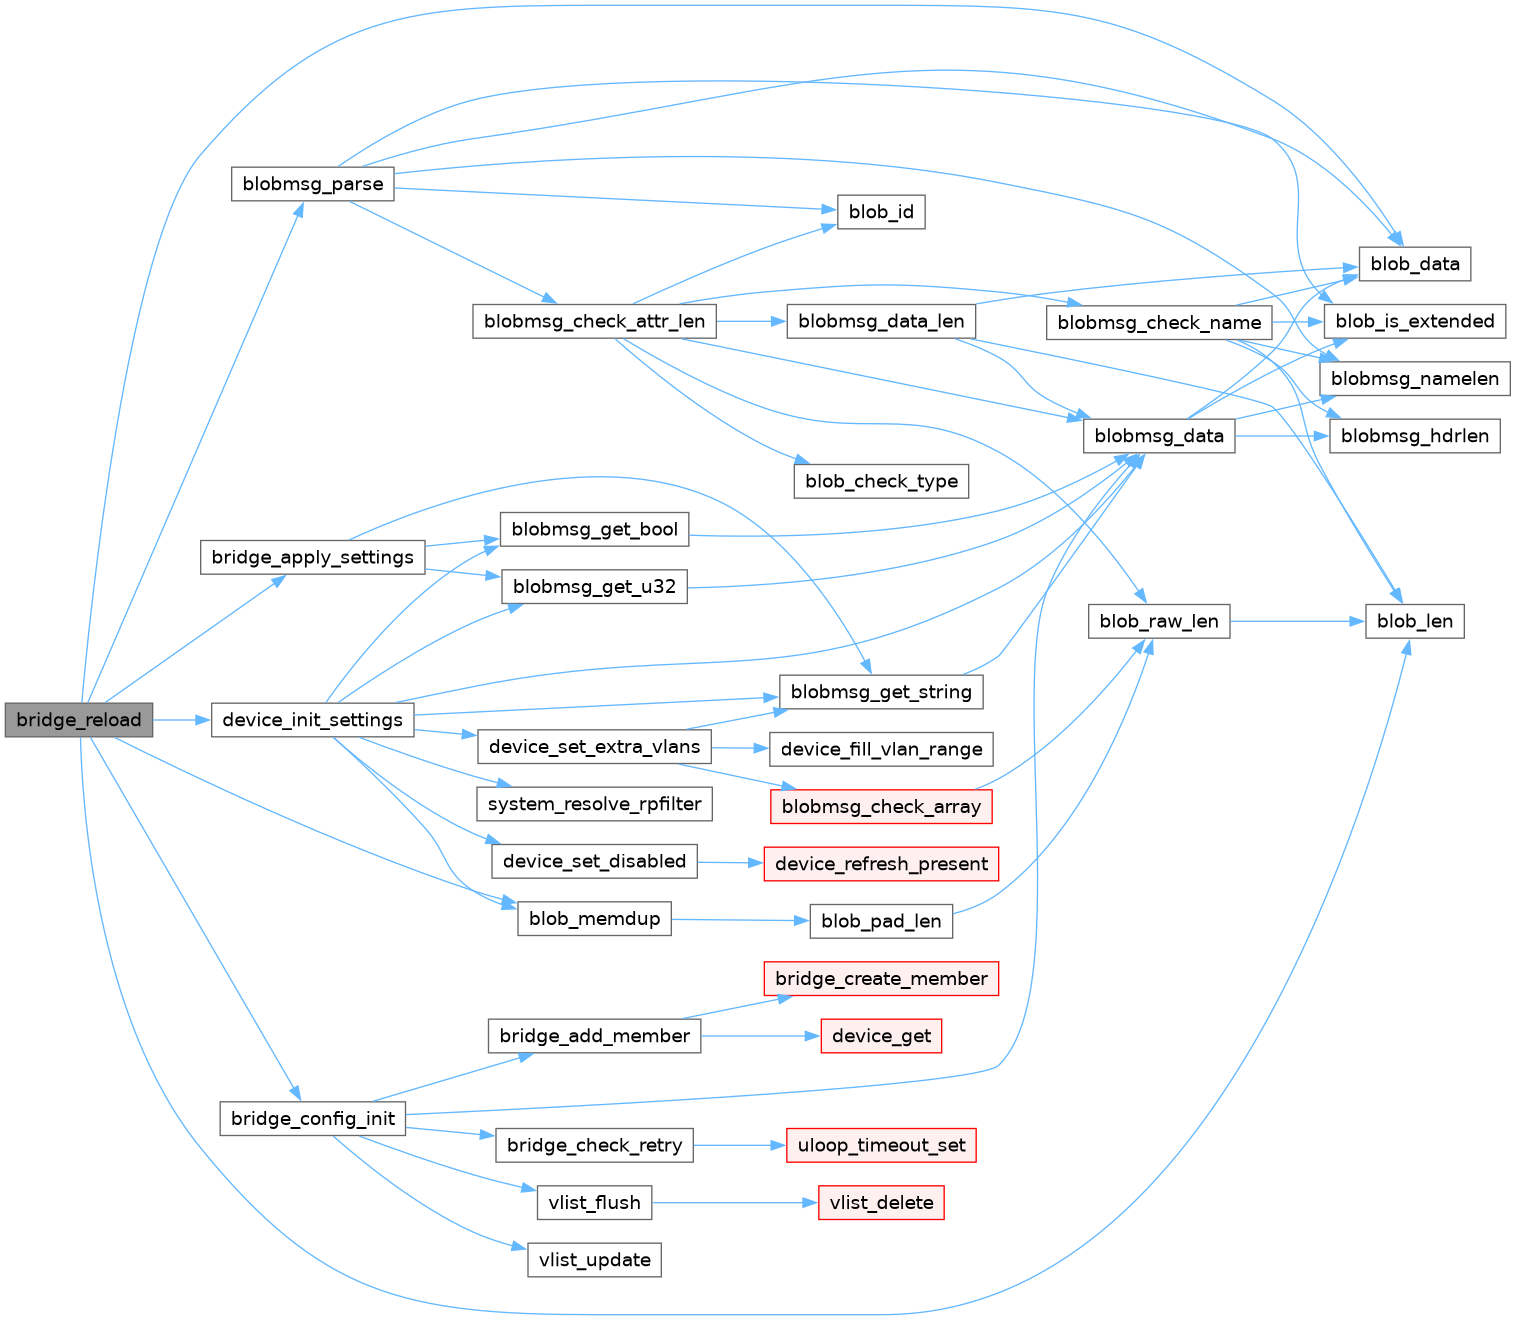 bridge_reload
blobmsg_parse
bridge_apply_settings
device_init_settings
bridge_config_init
blobmsg_check_attr_len
blobmsg_get_bool
blobmsg_get_u32
device_set_extra_vlans
system_resolve_rpfilter
device_set_disabled
blob_memdup
bridge_add_member
bridge_check_retry
vlist_flush
vlist_update
blob_id
blobmsg_data_len
blob_check_type
blobmsg_get_string
device_fill_vlan_range
blobmsg_check_array
device_refresh_present
blob_pad_len
bridge_create_member
device_get
uloop_timeout_set
vlist_delete
blobmsg_check_name
blobmsg_data
blob_raw_len
blob_data
blob_is_extended
blobmsg_namelen
blobmsg_hdrlen
blob_len